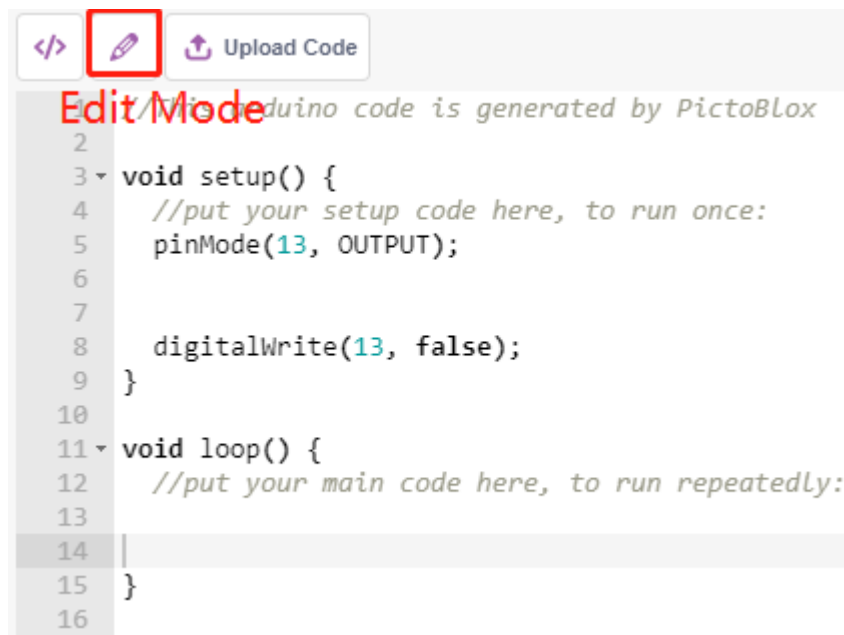 </> Upload Code
Edit Mode
1 //This arduino code is generated by PictoBlox
2
3 void setup() {
4 //put your setup code here, to run once:
5 pinMode(13, OUTPUT);
6
7
8 digitalWrite(13, false);
9 }
10
11 void loop() {
12 //put your main code here, to run repeatedly:
13
14
15 }
16